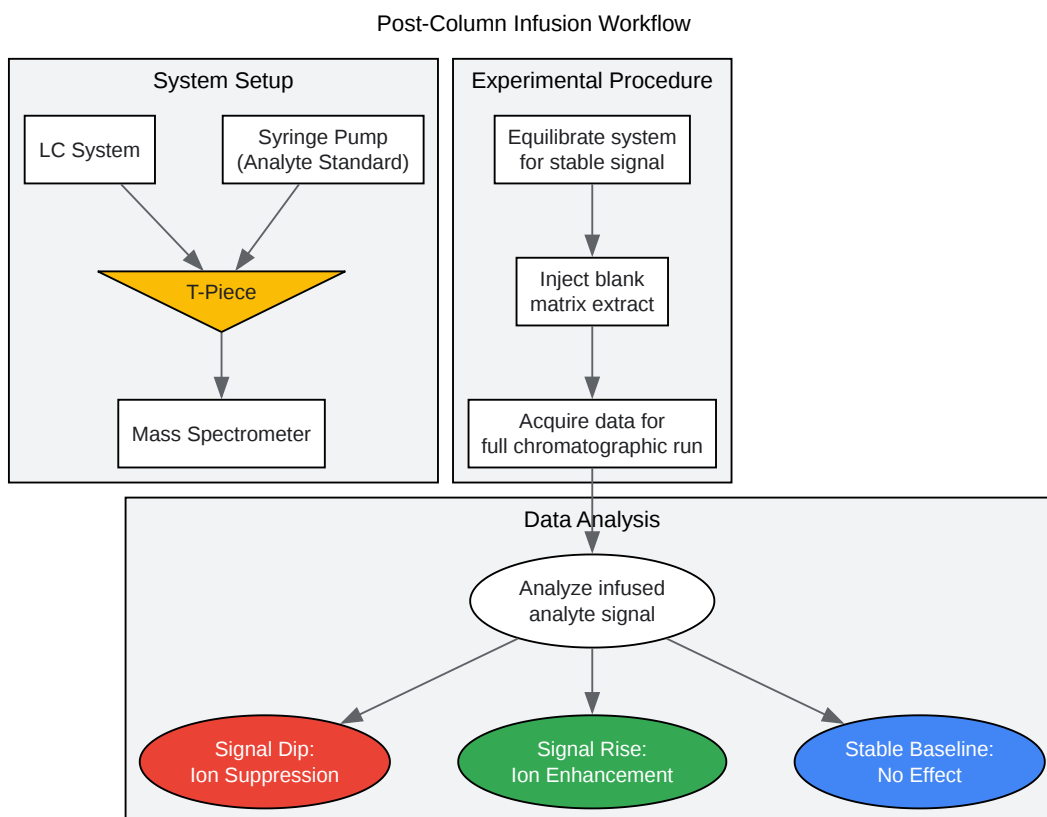 Post-Column Infusion Workflow
System Setup
LC System
Syringe Pump
(Analyte Standard)
T-Piece
Mass Spectrometer
Experimental Procedure
Equilibrate system
for stable signal
Inject blank
matrix extract
Acquire data for
full chromatographic run
Data Analysis
Analyze infused
analyte signal
Signal Dip:
Ion Suppression
Signal Rise:
Ion Enhancement
Stable Baseline:
No Effect